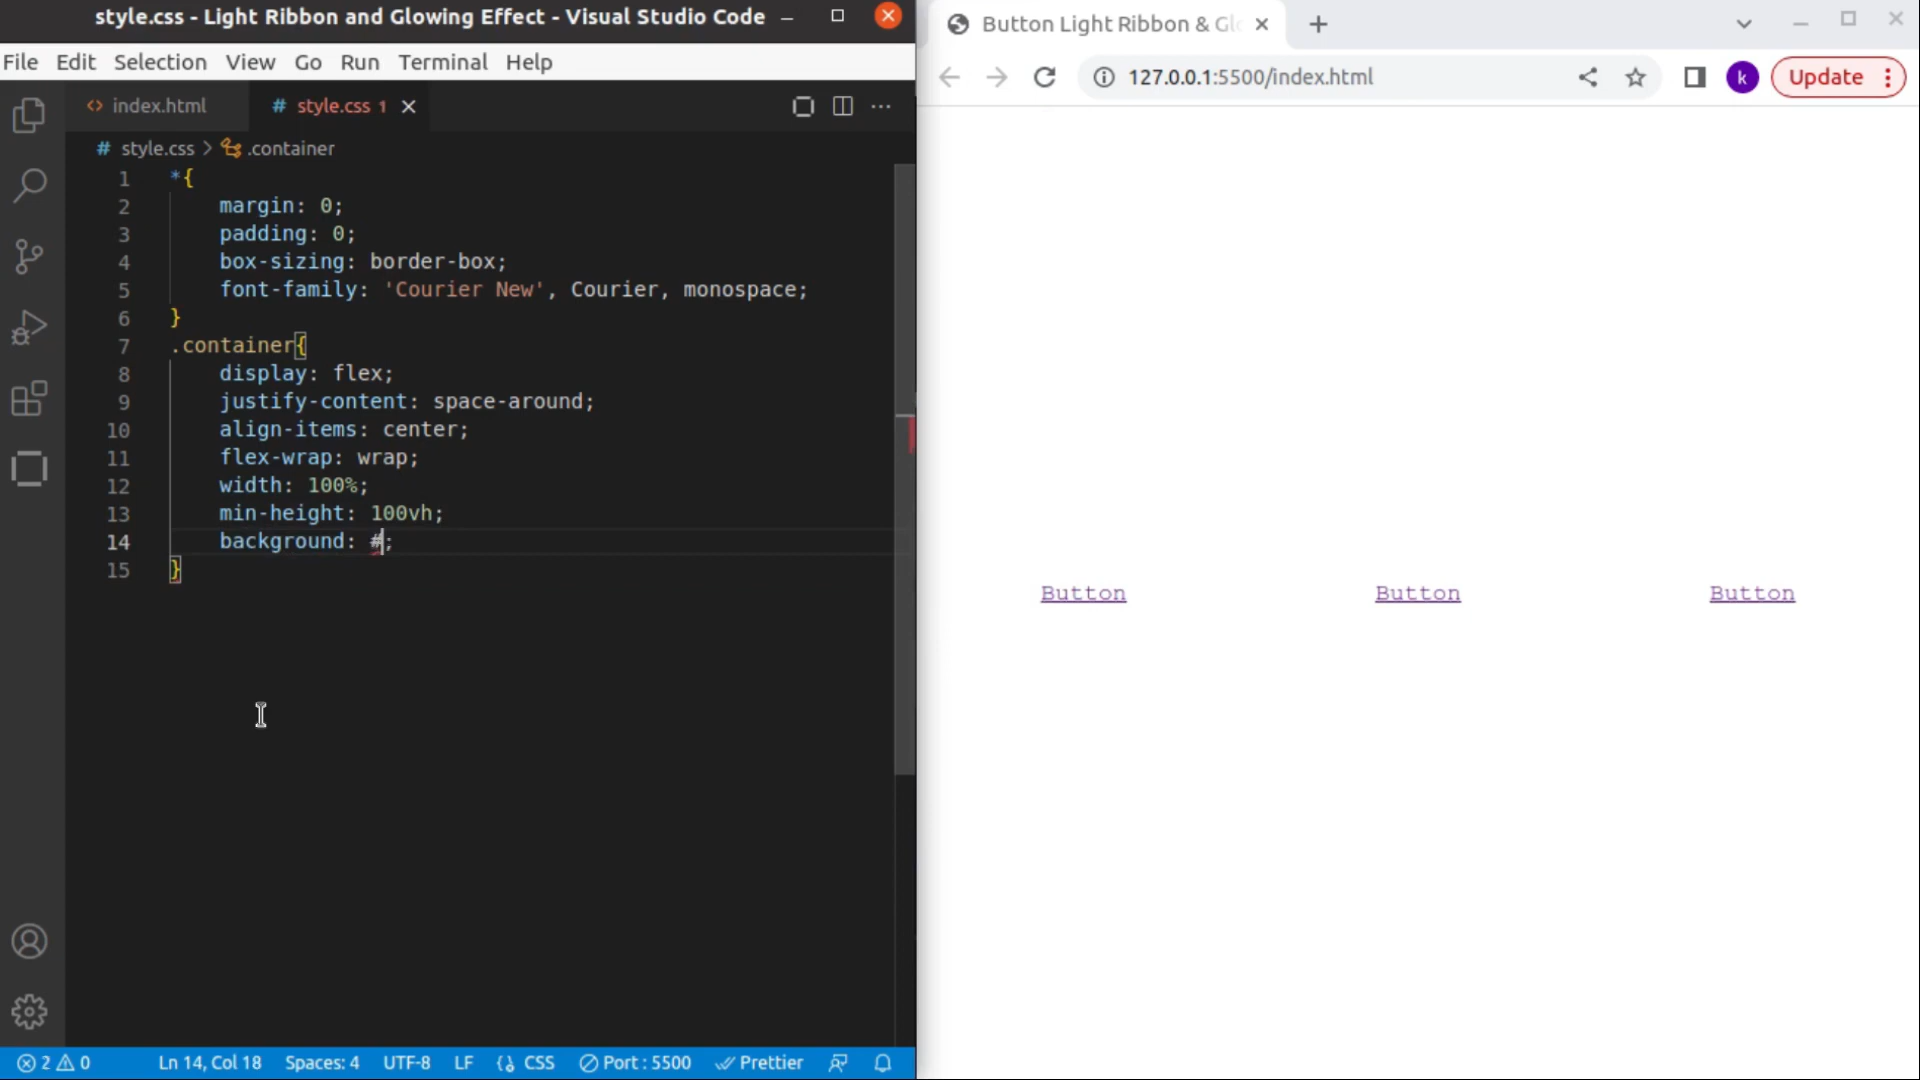 style.css - Light Ribbon and Glowing Effect - Visual Studio Code
File Edit Selection View Go Run Terminal Help
index.html
# style.css 1
# style.css > .container
1 *{
2 margin: 0;
3 padding: 0;
4 box-sizing: border-box;
5 font-family: 'Courier New', Courier, monospace;
6 }
7 .container{
8 display: flex;
9 justify-content: space-around;
10 align-items: center;
11 flex-wrap: wrap;
12 width: 100%;
13 min-height: 100vh;
14 background: #;
15 }
2 0 Ln 14, Col 18 Spaces: 4 UTF-8 LF CSS Port : 5500 Prettier
Button Light Ribbon & Gl
127.0.0.1:5500/index.html
k
Update
Button Button Button